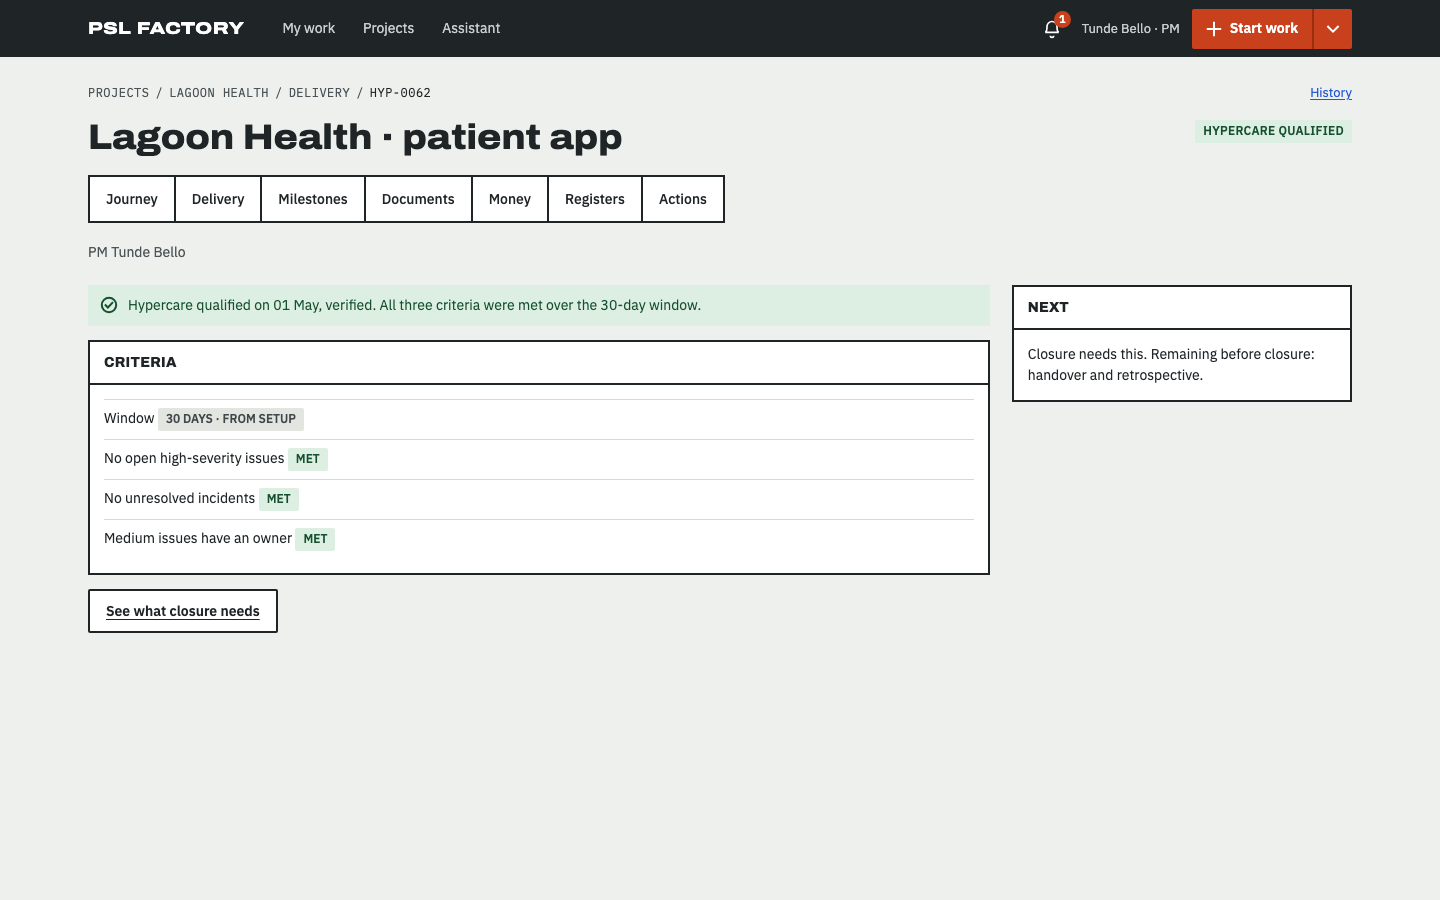 PSL FACTORY My work Projects Assistant 1 Tunde Bello · PM Start work
PROJECTS / LAGOON HEALTH / DELIVERY / HYP-0062 History
Lagoon Health · patient app HYPERCARE QUALIFIED
Journey Delivery Milestones Documents Money Registers Actions
PM Tunde Bello
Hypercare qualified on 01 May, verified. All three criteria were met over the 30-day window.
CRITERIA
Window 30 DAYS · FROM SETUP
No open high-severity issues MET
No unresolved incidents MET
Medium issues have an owner MET
See what closure needs
NEXT
Closure needs this. Remaining before closure:
handover and retrospective.